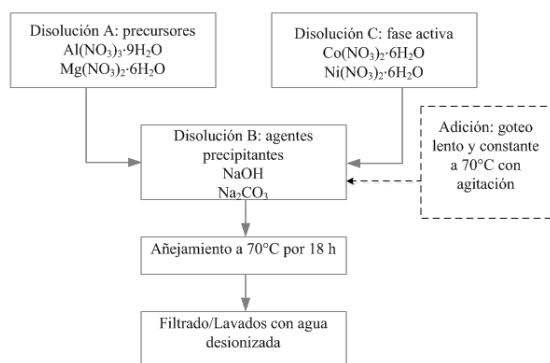 Disolución A: precursores
Al(NO₃)₃·9H₂O
Mg(NO₃)₂·6H₂O
Disolución C: fase activa
Co(NO₃)₂·6H₂O
Ni(NO₃)₂·6H₂O
Disolución B: agentes
precipitantes
NaOH
Na₂CO₃
Adición: goteo
lento y constante
a 70°C con
agitación
Añejamiento a 70°C por 18 h
Filtrado/Lavados con agua
desionizada